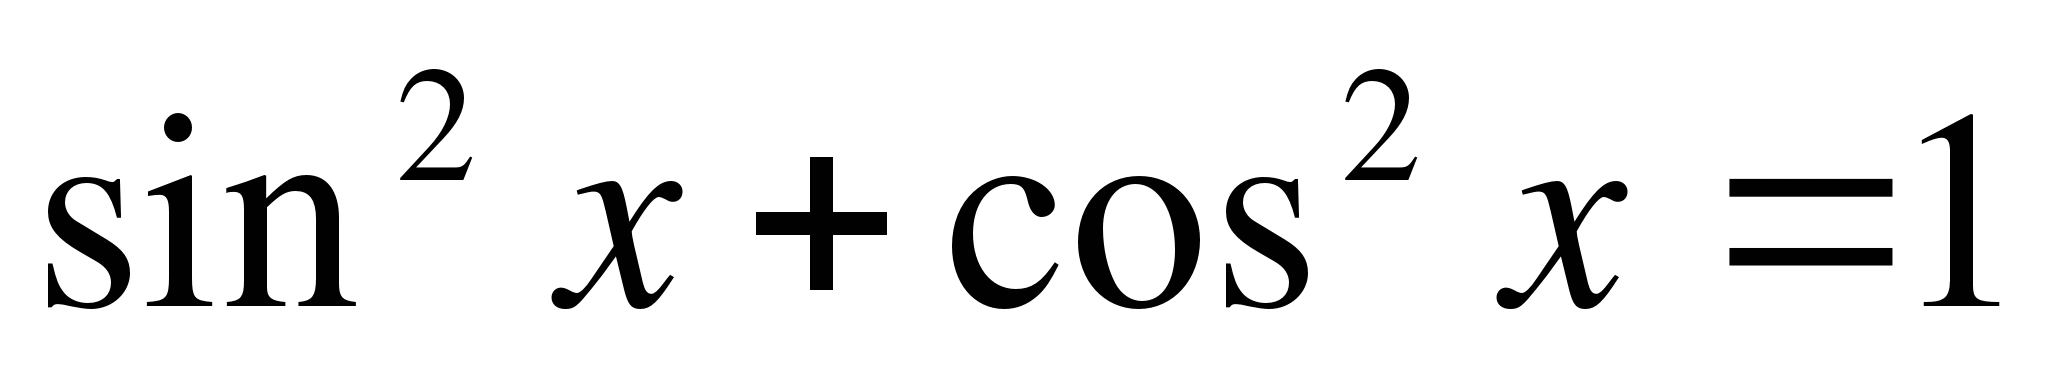 sin² x + cos² x = 1